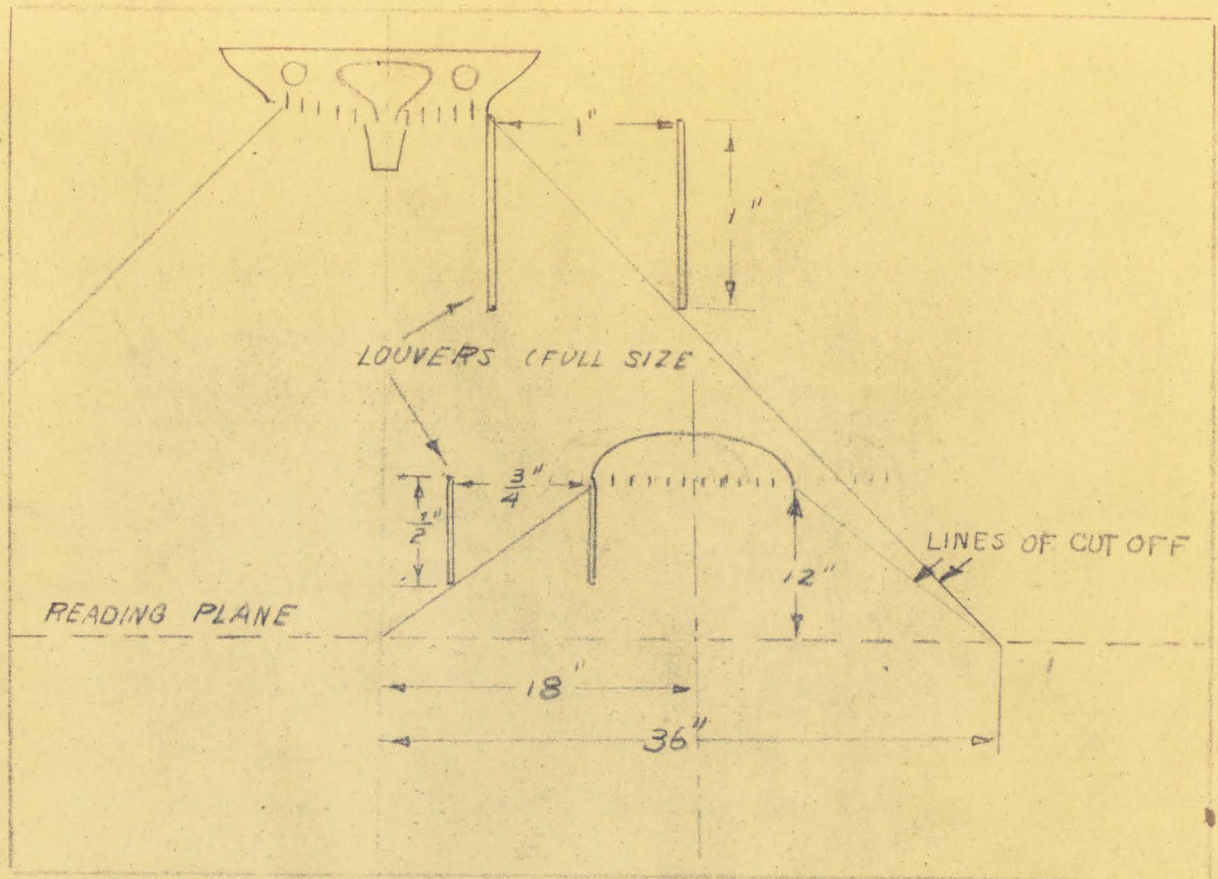 1"
1"
LOUVERS (FULL SIZE
3/4"
1/2"
12"
LINES OF CUT OFF
READING PLANE
18"
36"